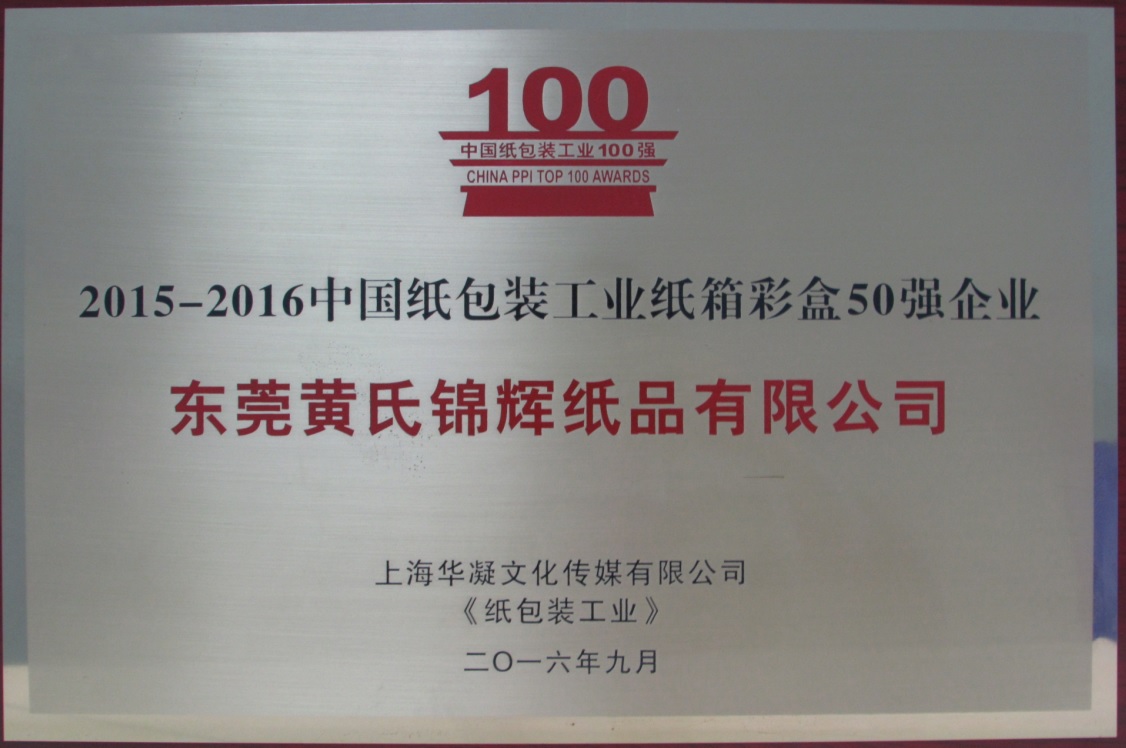 100
中国纸包装工业100强
CHINA PPI TOP 100 AWARDS
2015-2016中国纸包装工业纸箱彩盒50强企业
东莞黄氏锦辉纸品有限公司
上海华凝文化传媒有限公司
《纸包装工业》
二〇一六年九月